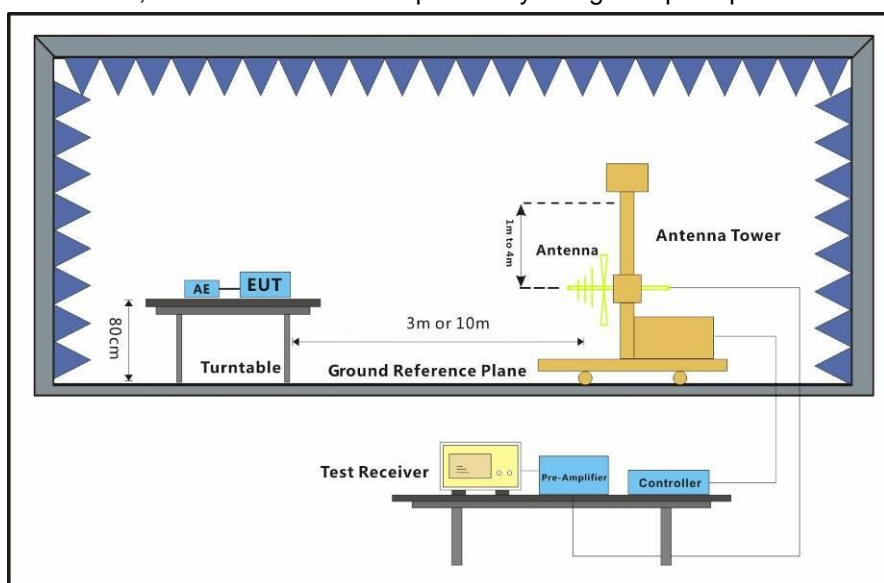 1m to 4m
Antenna
Antenna Tower
AE
EUT
80cm
3m or 10m
Turntable
Ground Reference Plane
Test Receiver
Pre-Amplifier
Controller